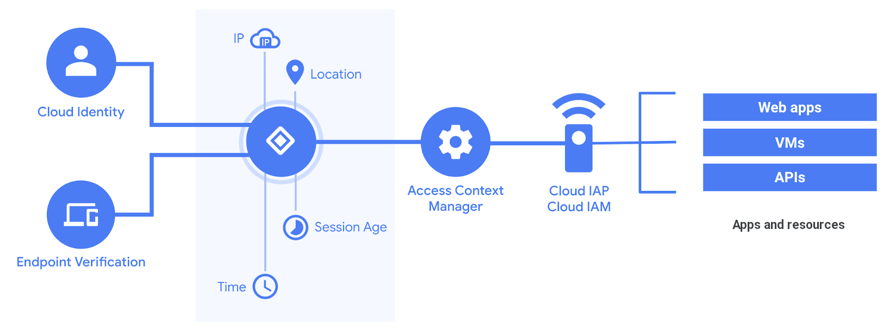 IP
IP
Location
Cloud Identity
Web apps
VMs
APIs
Access Context
Manager
Cloud IAP
Cloud IAM
Session Age
Apps and resources
Endpoint Verification
Time